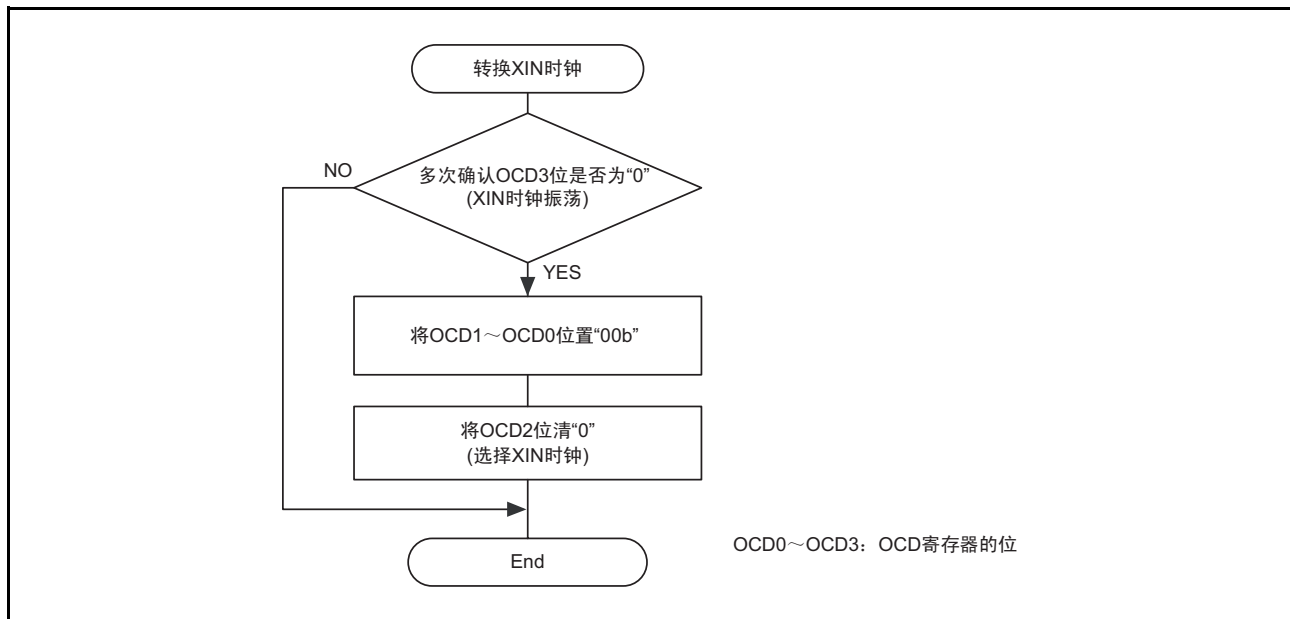 转换XIN时钟
多次确认OCD3位是否为“0”
(XIN时钟振荡)
NO
YES
将OCD1～OCD0位置“00b”
将OCD2位清“0”
(选择XIN时钟)
End
OCD0～OCD3：OCD寄存器的位